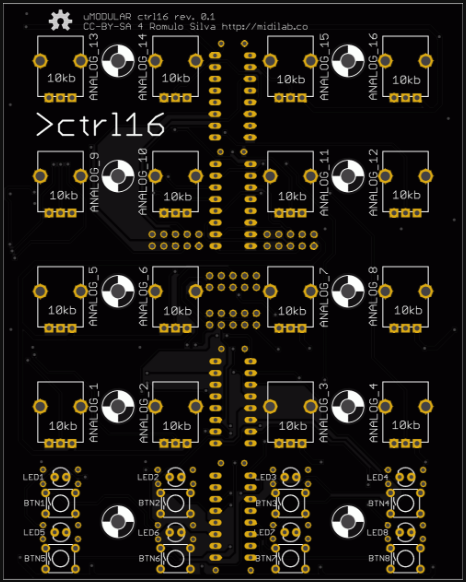 uMODULAR ctrl16 rev. 0.1
CC-BY-SA 4 Romulo Silva http://midilab.co
10kb ANALOG_13 10kb ANALOG_14 10kb ANALOG_15 10kb ANALOG_16
>ctrl16
10kb ANALOG_9 10kb ANALOG_10 10kb ANALOG_11 10kb ANALOG_12
10kb ANALOG_5 10kb ANALOG_6 10kb ANALOG_7 10kb ANALOG_8
10kb ANALOG_1 10kb ANALOG_2 10kb ANALOG_3 10kb ANALOG_4
LED1 LED2 LED3 LED4
BTN1 BTN2 BTN3 BTN4
LED5 LED6 LED7 LED8
BTN5 BTN6 BTN7 BTN8